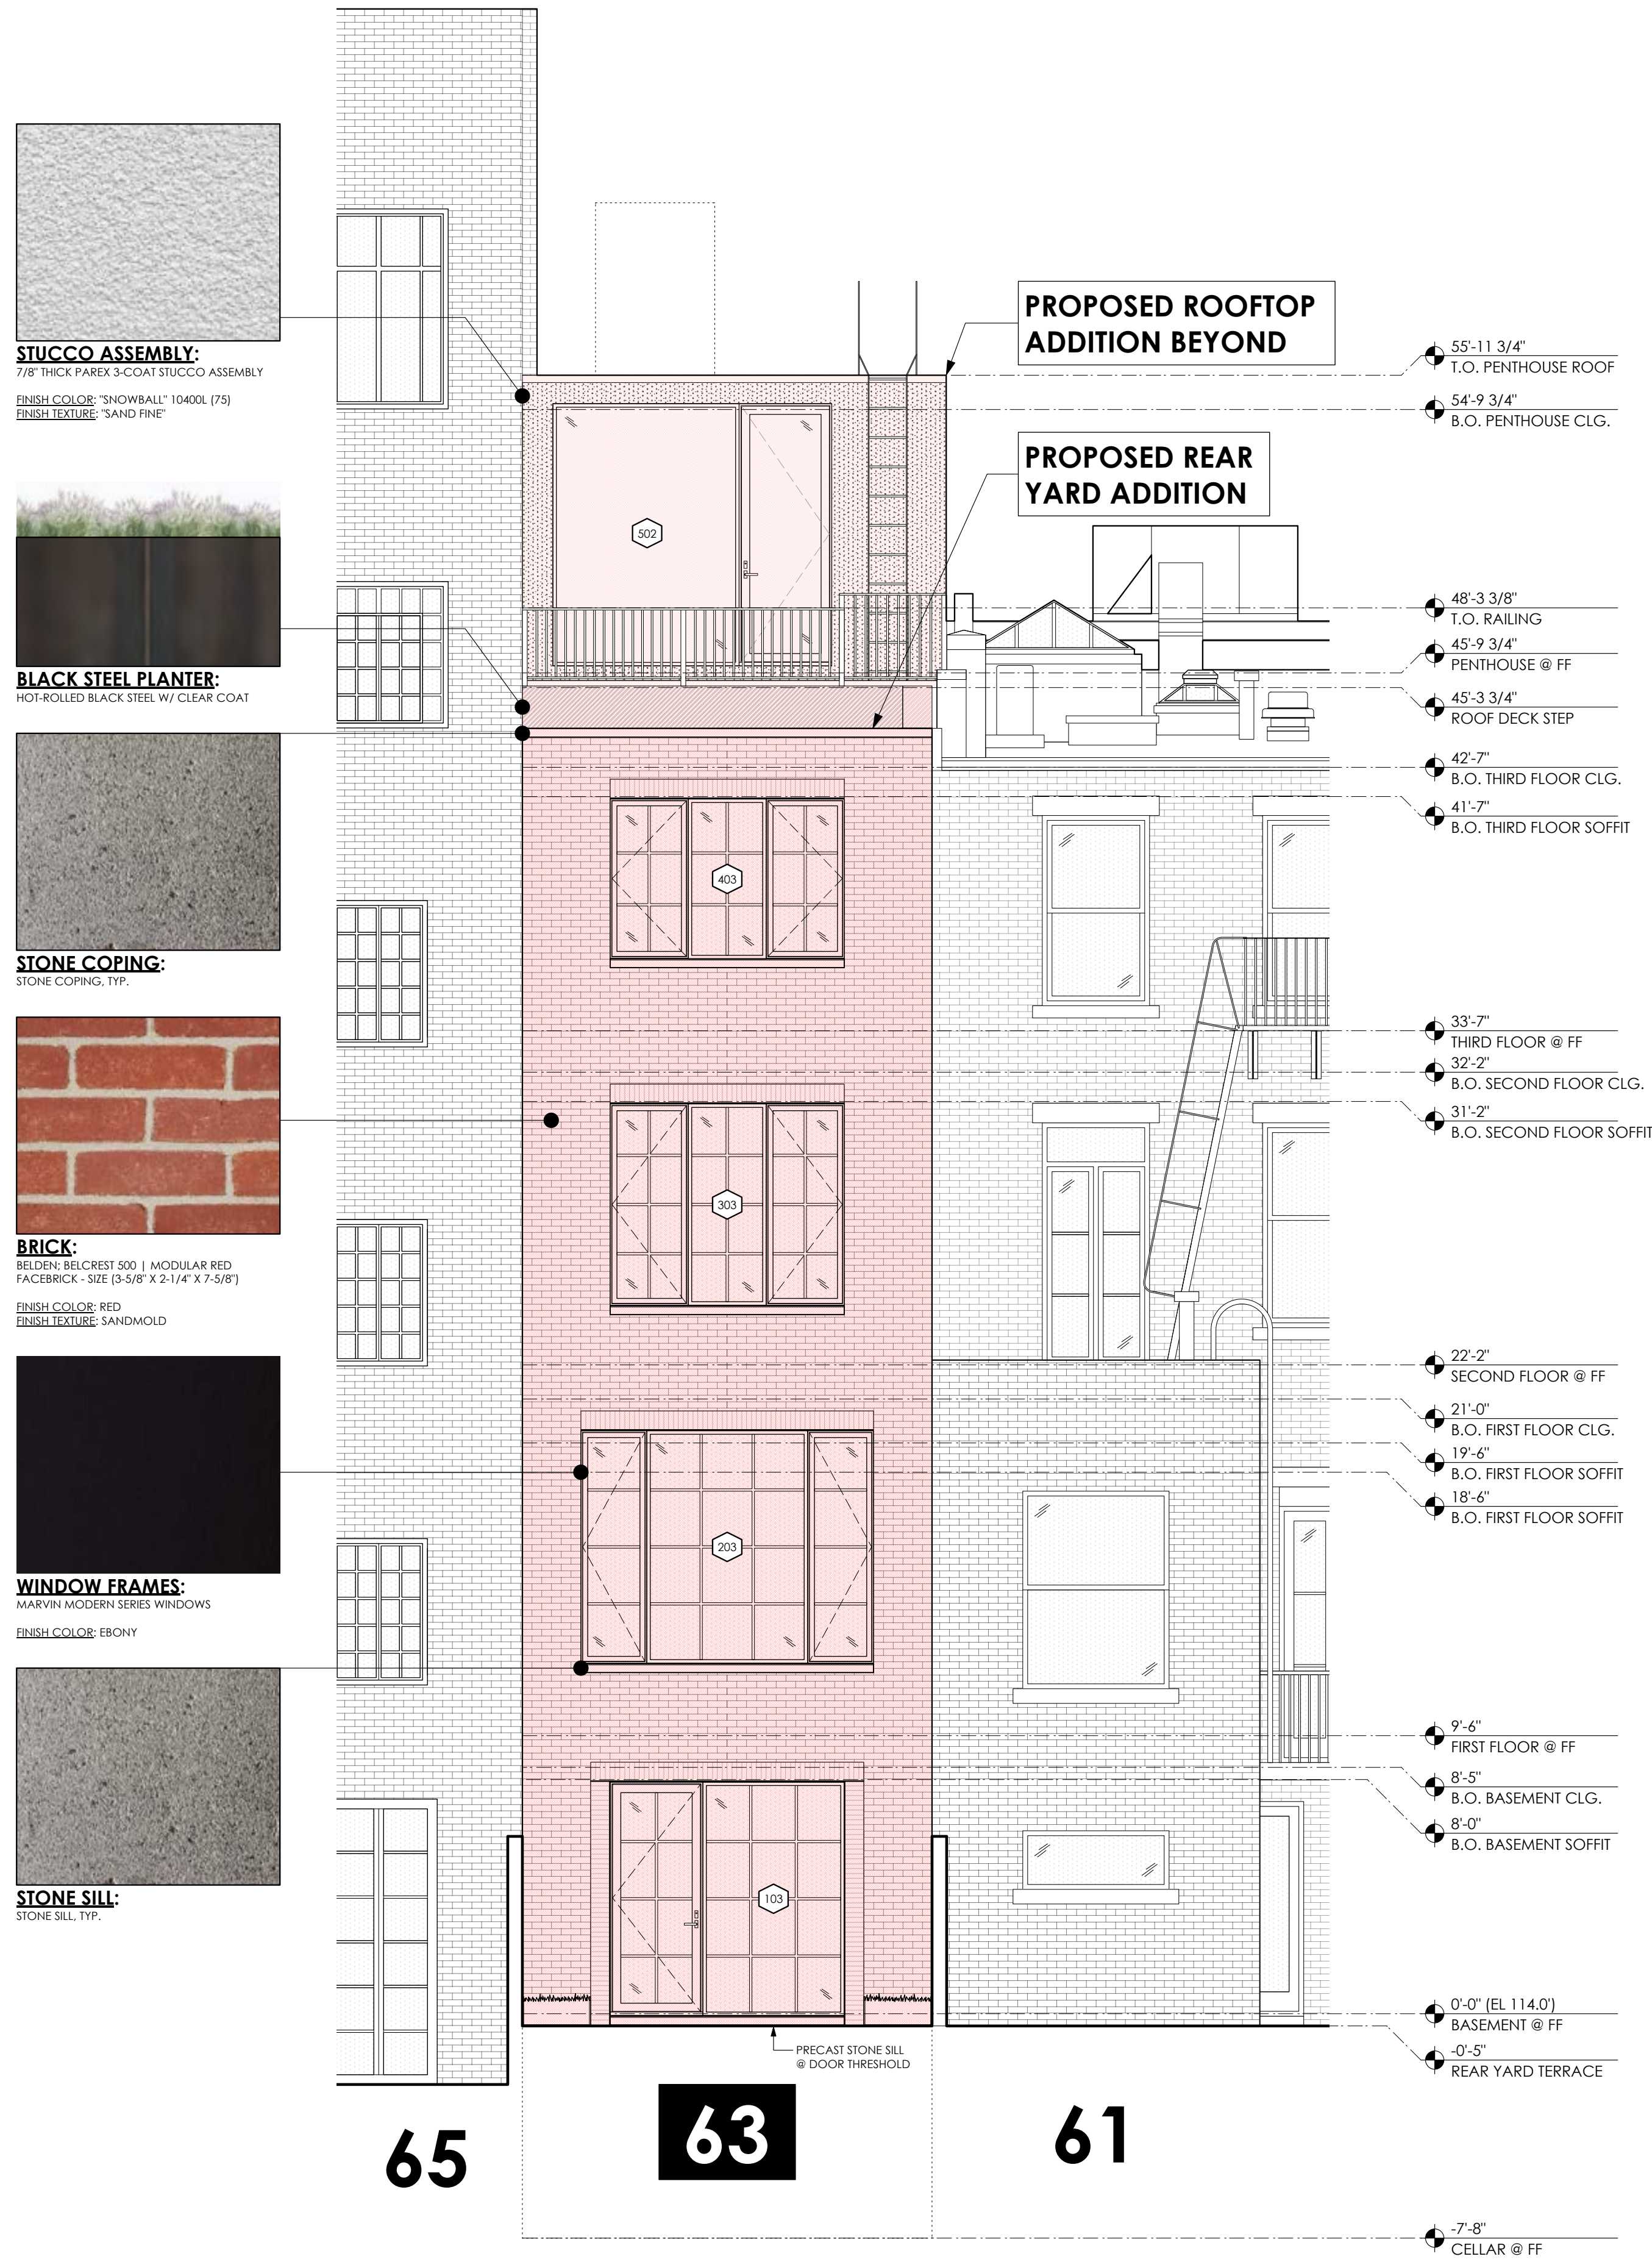 STUCCO ASSEMBLY:
7/8" THICK PAREX 3-COAT STUCCO ASSEMBLY
FINISH COLOR: "SNOWBALL" 10400L (75)
FINISH TEXTURE: "SAND FINE"
BLACK STEEL PLANTER:
HOT-ROLLED BLACK STEEL W/ CLEAR COAT
STONE COPING:
STONE COPING, TYP.
BRICK:
BELDEN; BELCREST 500 | MODULAR RED
FACEBRICK - SIZE (3-5/8" X 2-1/4" X 7-5/8")
FINISH COLOR: RED
FINISH TEXTURE: SANDMOLD
WINDOW FRAMES:
MARVIN MODERN SERIES WINDOWS
FINISH COLOR: EBONY
STONE SILL:
STONE SILL, TYP.
PROPOSED ROOFTOP
ADDITION BEYOND
PROPOSED REAR
YARD ADDITION
502
403
303
203
103
PRECAST STONE SILL
@ DOOR THRESHOLD
65
63
61
55'-11 3/4"
T.O. PENTHOUSE ROOF
54'-9 3/4"
B.O. PENTHOUSE CLG.
48'-3 3/8"
T.O. RAILING
45'-9 3/4"
PENTHOUSE @ FF
45'-3 3/4"
ROOF DECK STEP
42'-7"
B.O. THIRD FLOOR CLG.
41'-7"
B.O. THIRD FLOOR SOFFIT
33'-7"
THIRD FLOOR @ FF
32'-2"
B.O. SECOND FLOOR CLG.
31'-2"
B.O. SECOND FLOOR SOFFIT
22'-2"
SECOND FLOOR @ FF
21'-0"
B.O. FIRST FLOOR CLG.
19'-6"
B.O. FIRST FLOOR SOFFIT
18'-6"
B.O. FIRST FLOOR SOFFIT
9'-6"
FIRST FLOOR @ FF
8'-5"
B.O. BASEMENT CLG.
8'-0"
B.O. BASEMENT SOFFIT
0'-0" (EL 114.0')
BASEMENT @ FF
-0'-5"
REAR YARD TERRACE
-7'-8"
CELLAR @ FF